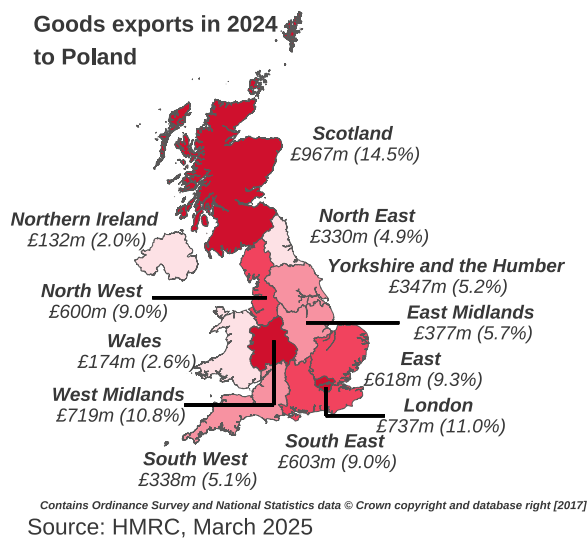 Goods exports in 2024
to Poland
Scotland
£967m (14.5%)
Northern Ireland
£132m (2.0%)
North East
£330m (4.9%)
Yorkshire and the Humber
£347m (5.2%)
North West
£600m (9.0%)
East Midlands
£377m (5.7%)
Wales
£174m (2.6%)
East
£618m (9.3%)
West Midlands
£719m (10.8%)
London
£737m (11.0%)
South East
£603m (9.0%)
South West
£338m (5.1%)
Contains Ordinance Survey and National Statistics data © Crown copyright and database right [2017]
Source: HMRC, March 2025